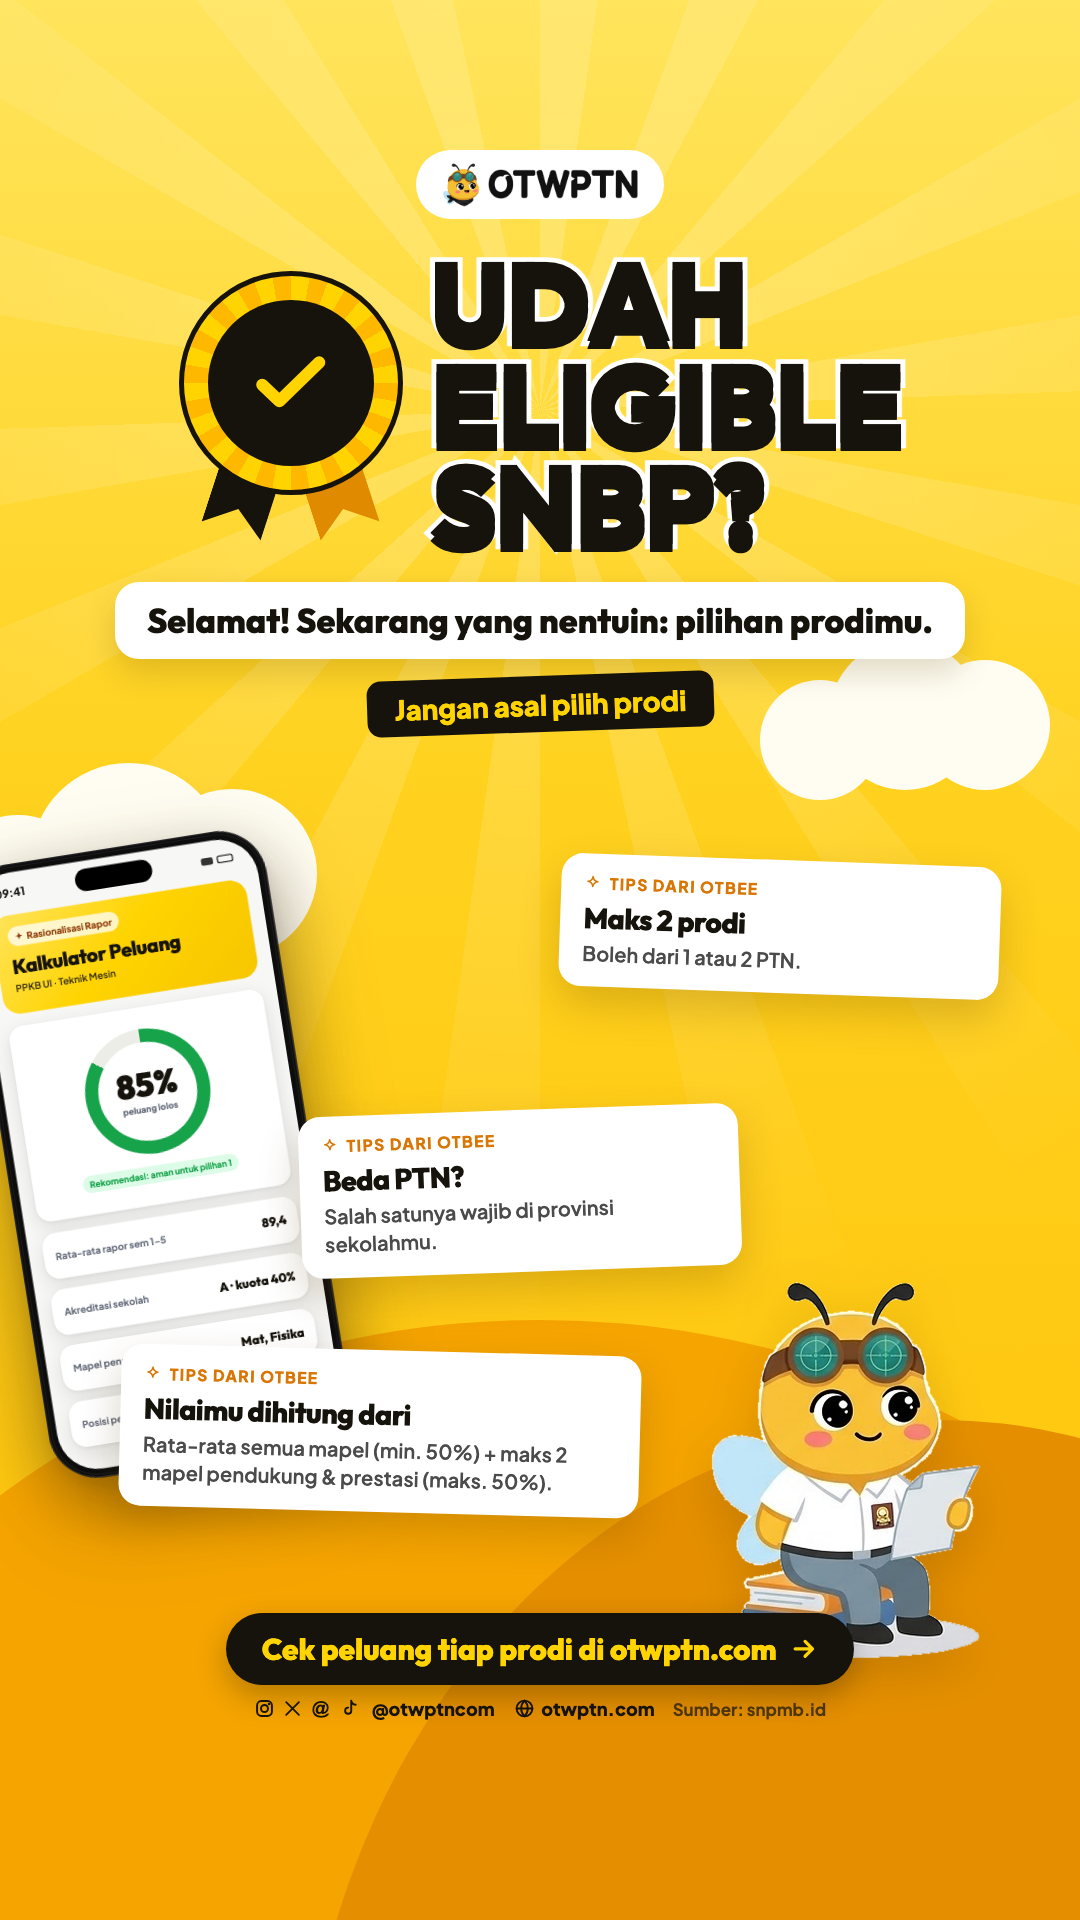 OTWPTN
UDAH
ELIGIBLE
SNBP?
Selamat! Sekarang yang nentuin: pilihan prodimu.
Jangan asal pilih prodi
09:41
Rasionalisasi Rapor
Kalkulator Peluang
PPKB UI · Teknik Mesin
85%
peluang lolos
Rekomendasi: aman untuk pilihan 1
Rata-rata rapor sem 1–5 89,4
Akreditasi sekolah A · kuota 40%
Mapel pen Mat, Fisika
Posisi pe
TIPS DARI OTBEE
Maks 2 prodi
Boleh dari 1 atau 2 PTN.
TIPS DARI OTBEE
Beda PTN?
Salah satunya wajib di provinsi
sekolahmu.
TIPS DARI OTBEE
Nilaimu dihitung dari
Rata-rata semua mapel (min. 50%) + maks 2
mapel pendukung & prestasi (maks. 50%).
Cek peluang tiap prodi di otwptn.com →
@otwptncom otwptn.com Sumber: snpmb.id